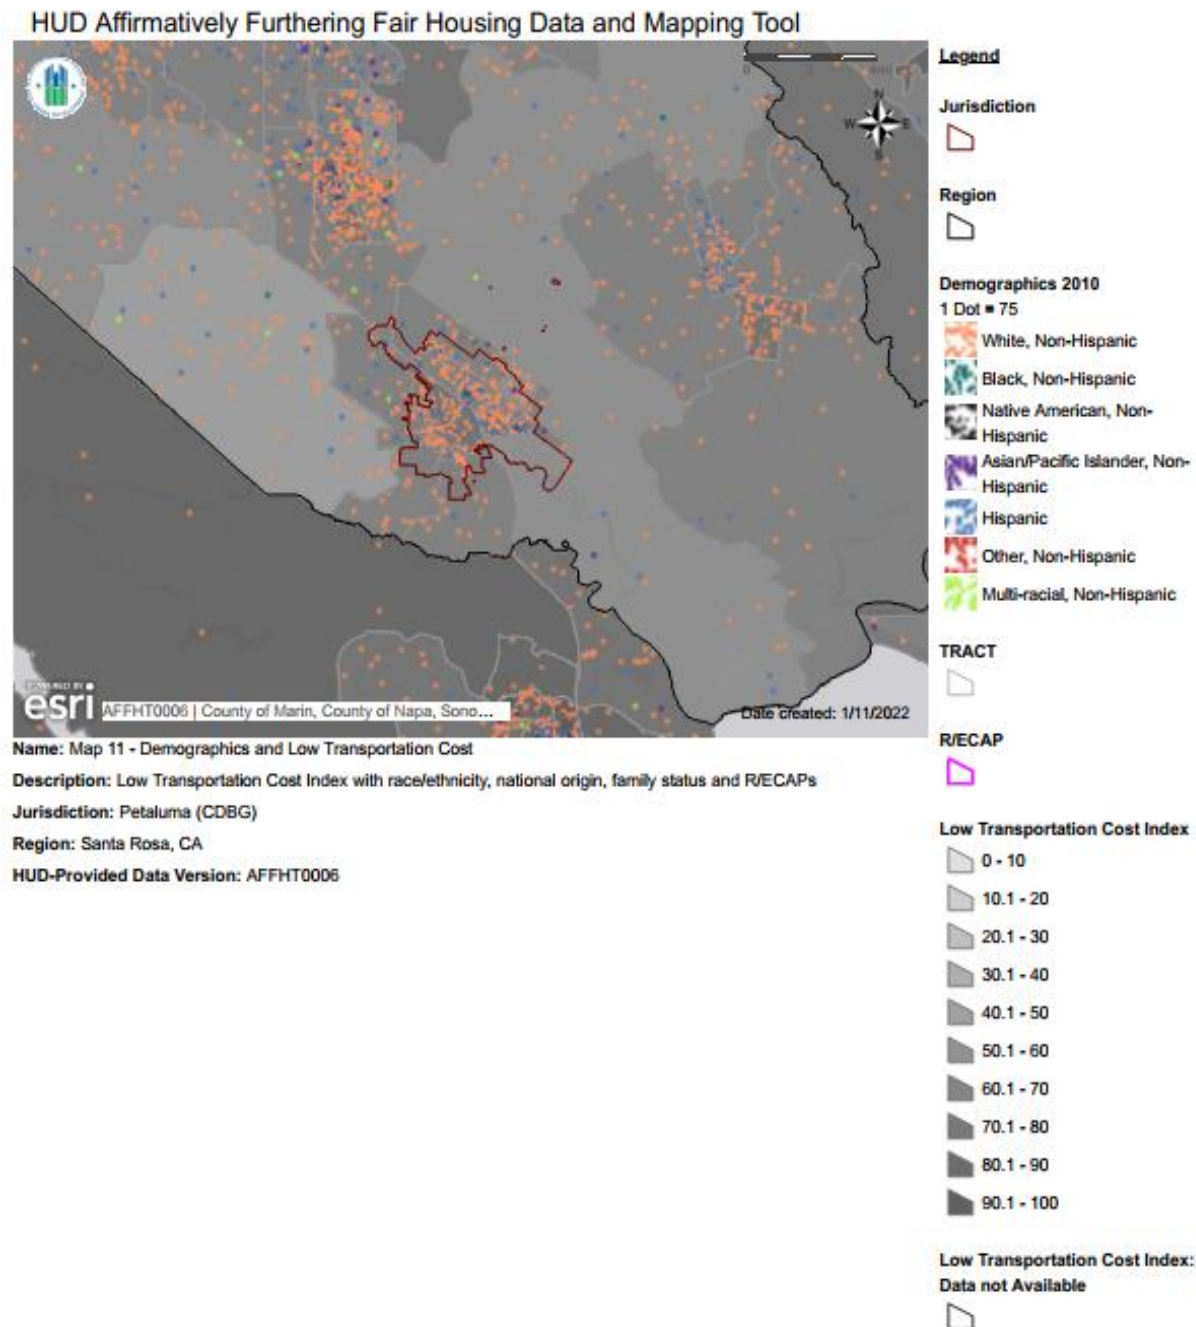 HUD Affirmatively Furthering Fair Housing Data and Mapping Tool
N
W
E
S
POWERED BY
esri
AFFHT0006 | County of Marin, County of Napa, Sono...
Date created: 1/11/2022
Name: Map 11 - Demographics and Low Transportation Cost
Description: Low Transportation Cost Index with race/ethnicity, national origin, family status and R/ECAPs
Jurisdiction: Petaluma (CDBG)
Region: Santa Rosa, CA
HUD-Provided Data Version: AFFHT0006
Legend
Jurisdiction
Region
Demographics 2010
1 Dot = 75
White, Non-Hispanic
Black, Non-Hispanic
Native American, Non-
Hispanic
Asian/Pacific Islander, Non-
Hispanic
Hispanic
Other, Non-Hispanic
Multi-racial, Non-Hispanic
TRACT
R/ECAP
Low Transportation Cost Index
0 - 10
10.1 - 20
20.1 - 30
30.1 - 40
40.1 - 50
50.1 - 60
60.1 - 70
70.1 - 80
80.1 - 90
90.1 - 100
Low Transportation Cost Index:
Data not Available